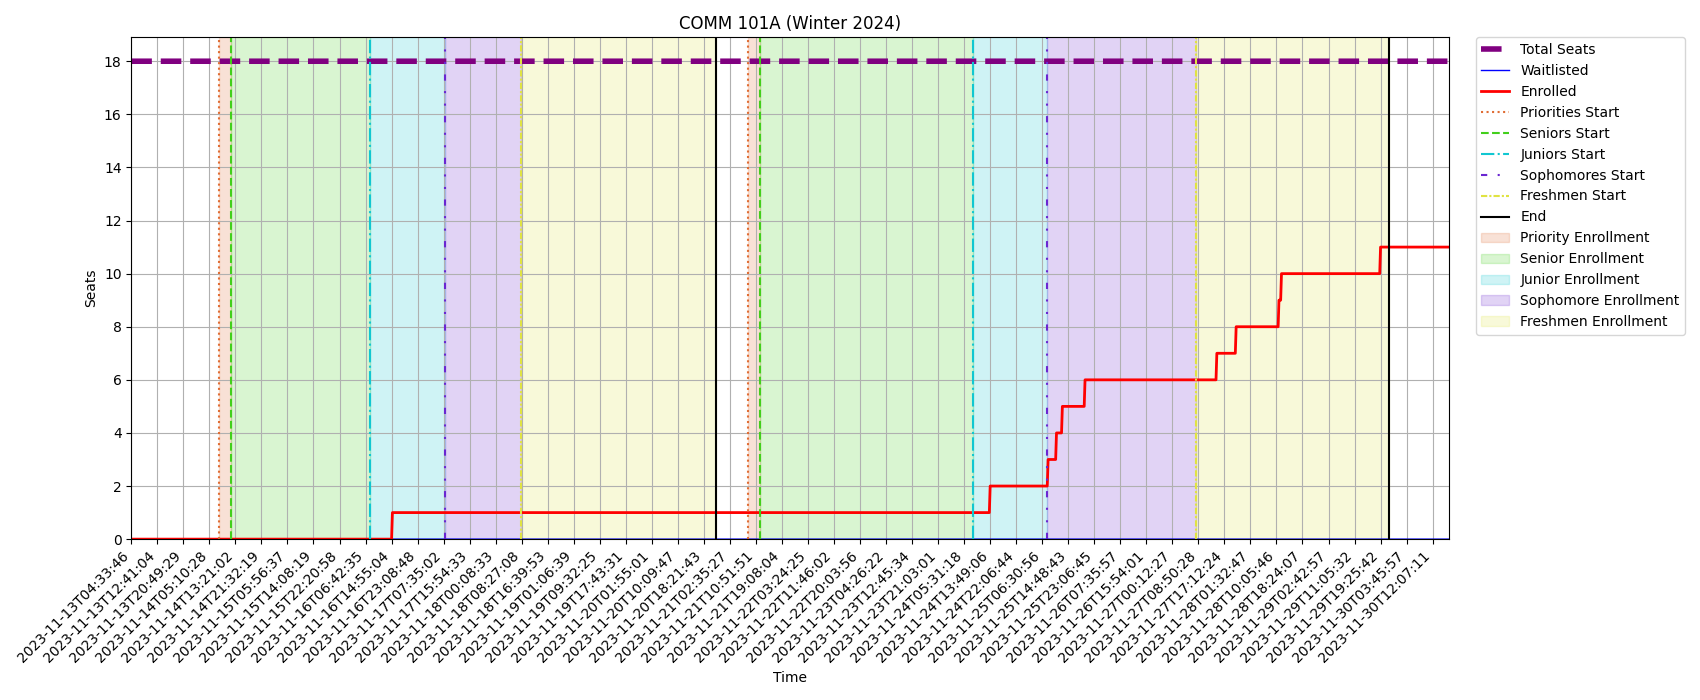 COMM 101A (Winter 2024)
Seats
18
16
14
12
10
8
6
4
2
0
2023-11-13T04:33:46
2023-11-13T12:41:04
2023-11-13T20:49:29
2023-11-14T05:10:28
2023-11-14T13:21:02
2023-11-14T21:32:19
2023-11-15T05:56:37
2023-11-15T14:08:19
2023-11-15T22:20:58
2023-11-16T06:42:35
2023-11-16T14:55:04
2023-11-16T23:08:48
2023-11-17T07:35:02
2023-11-17T15:54:33
2023-11-18T00:08:33
2023-11-18T08:27:08
2023-11-18T16:39:53
2023-11-19T01:06:39
2023-11-19T09:32:25
2023-11-19T17:43:31
2023-11-20T01:55:01
2023-11-20T10:09:47
2023-11-20T18:21:43
2023-11-21T02:35:27
2023-11-21T10:51:51
2023-11-21T19:08:04
2023-11-22T03:24:25
2023-11-22T11:46:02
2023-11-22T20:03:56
2023-11-23T04:26:22
2023-11-23T12:45:34
2023-11-23T21:03:01
2023-11-24T05:31:18
2023-11-24T13:49:06
2023-11-24T22:06:44
2023-11-25T06:30:56
2023-11-25T14:48:43
2023-11-25T23:06:45
2023-11-26T07:35:57
2023-11-26T15:54:01
2023-11-27T00:12:27
2023-11-27T08:50:28
2023-11-27T17:12:24
2023-11-28T01:32:47
2023-11-28T10:05:46
2023-11-28T18:24:07
2023-11-29T02:42:57
2023-11-29T11:05:32
2023-11-29T19:25:42
2023-11-30T03:45:57
2023-11-30T12:07:11
Time
Total Seats
Waitlisted
Enrolled
Priorities Start
Seniors Start
Juniors Start
Sophomores Start
Freshmen Start
End
Priority Enrollment
Senior Enrollment
Junior Enrollment
Sophomore Enrollment
Freshmen Enrollment